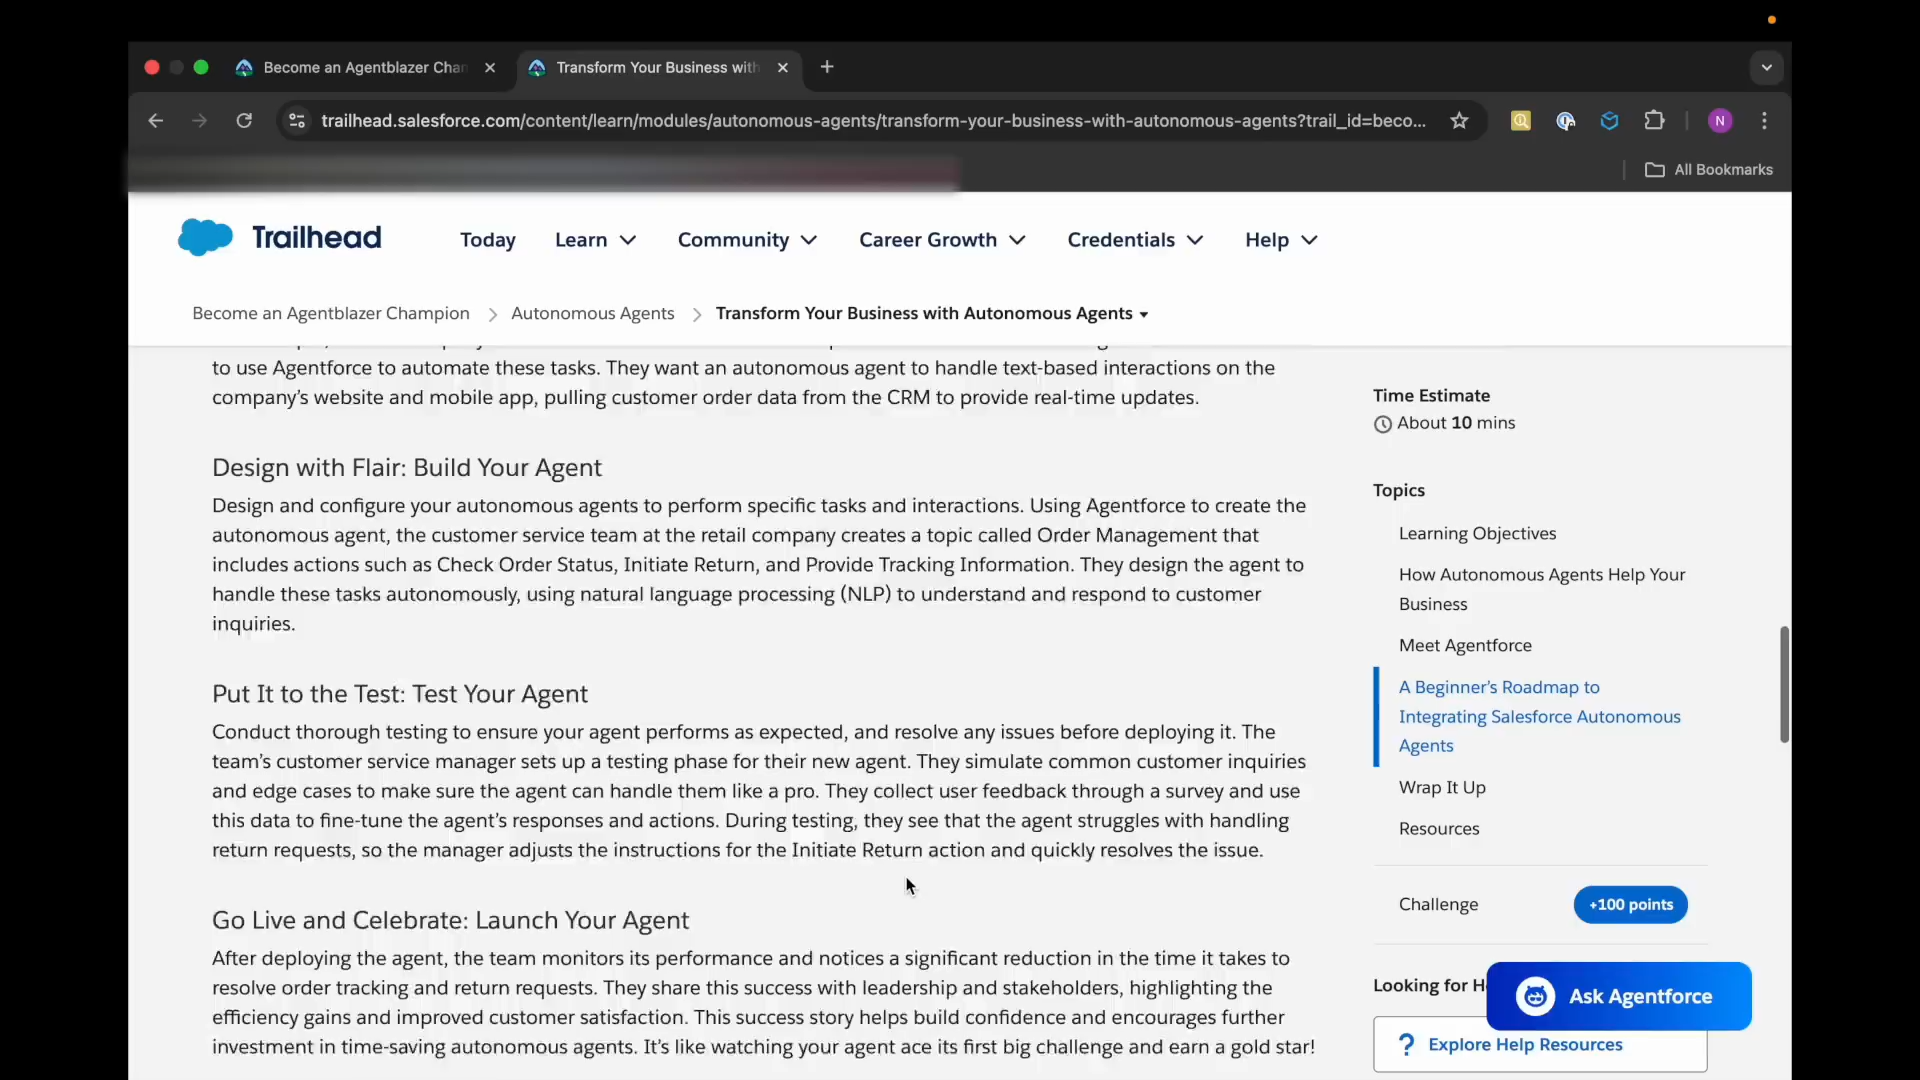 Become an Agentblazer Chan
Transform Your Business with
trailhead.salesforce.com/content/learn/modules/autonomous-agents/transform-your-business-with-autonomous-agents?trail_id=beco...
N
All Bookmarks
Trailhead
Today
Learn
Community
Career Growth
Credentials
Help
Become an Agentblazer Champion
Autonomous Agents
Transform Your Business with Autonomous Agents
to use Agentforce to automate these tasks. They want an autonomous agent to handle text-based interactions on the
company's website and mobile app, pulling customer order data from the CRM to provide real-time updates.
Design with Flair: Build Your Agent
Design and configure your autonomous agents to perform specific tasks and interactions. Using Agentforce to create the
autonomous agent, the customer service team at the retail company creates a topic called Order Management that
includes actions such as Check Order Status, Initiate Return, and Provide Tracking Information. They design the agent to
handle these tasks autonomously, using natural language processing (NLP) to understand and respond to customer
inquiries.
Put It to the Test: Test Your Agent
Conduct thorough testing to ensure your agent performs as expected, and resolve any issues before deploying it. The
team's customer service manager sets up a testing phase for their new agent. They simulate common customer inquiries
and edge cases to make sure the agent can handle them like a pro. They collect user feedback through a survey and use
this data to fine-tune the agent's responses and actions. During testing, they see that the agent struggles with handling
return requests, so the manager adjusts the instructions for the Initiate Return action and quickly resolves the issue.
Go Live and Celebrate: Launch Your Agent
After deploying the agent, the team monitors its performance and notices a significant reduction in the time it takes to
resolve order tracking and return requests. They share this success with leadership and stakeholders, highlighting the
efficiency gains and improved customer satisfaction. This success story helps build confidence and encourages further
investment in time-saving autonomous agents. It's like watching your agent ace its first big challenge and earn a gold star!
Time Estimate
About 10 mins
Topics
Learning Objectives
How Autonomous Agents Help Your
Business
Meet Agentforce
A Beginner's Roadmap to
Integrating Salesforce Autonomous
Agents
Wrap It Up
Resources
Challenge
+100 points
Looking for H
Ask Agentforce
? Explore Help Resources